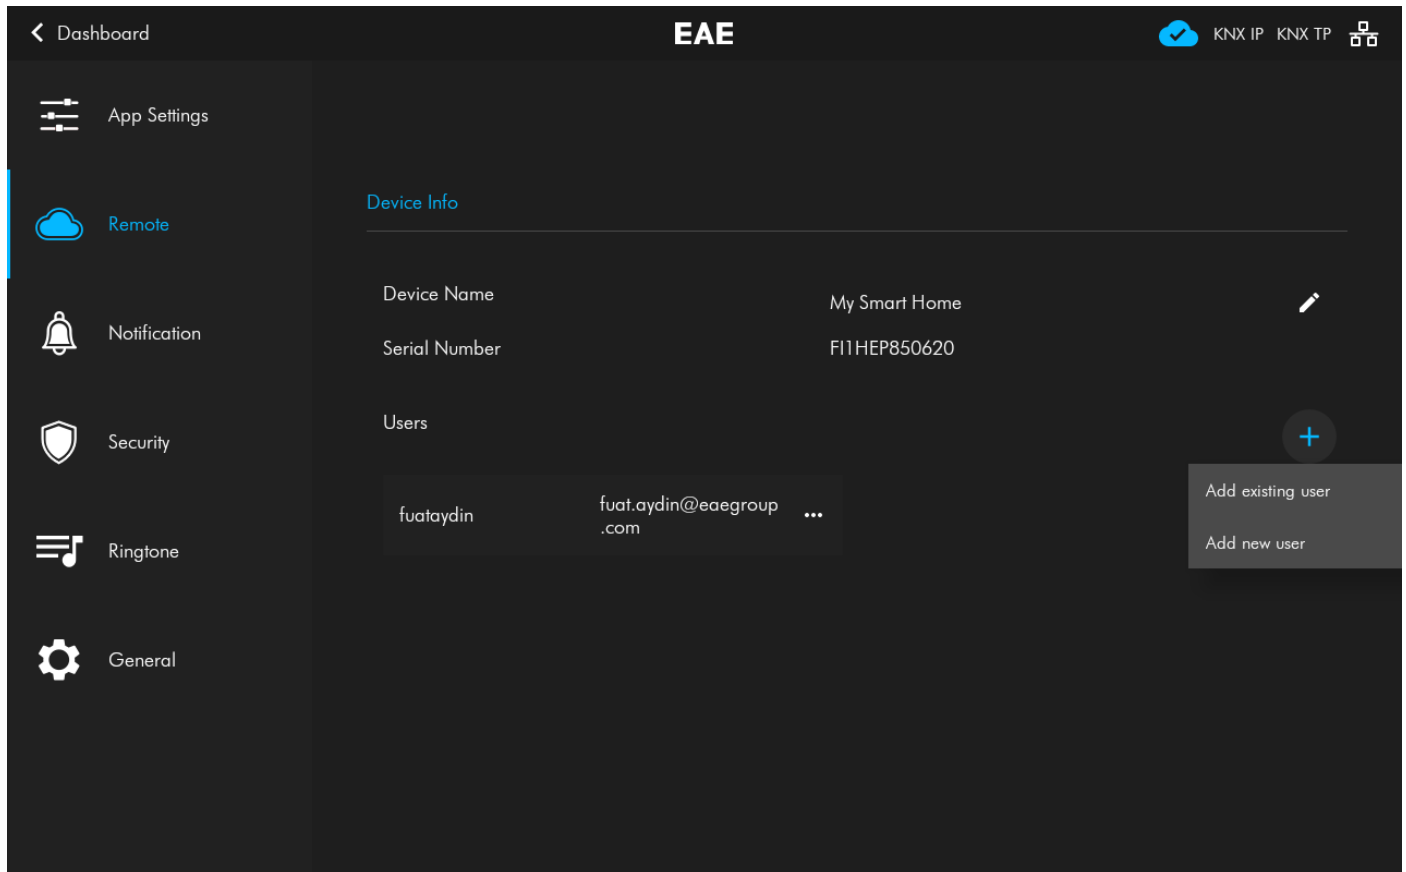 Dashboard
EAE
KNX IP KNX TP
App Settings
Remote
Notification
Security
Ringtone
General
Device Info
Device Name
My Smart Home
Serial Number
FI1HEP850620
Users
fuataydin
fuat.aydin@eaegroup
.com
Add existing user
Add new user